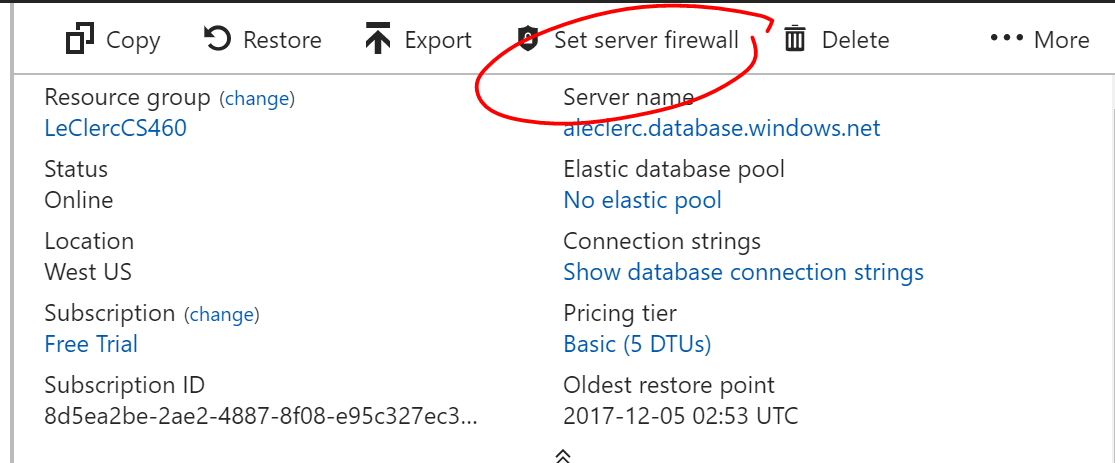 Copy Restore Export Set server firewall Delete ••• More
Resource group (change) Server name
LeClercCS460 aleclerc.database.windows.net
Status Elastic database pool
Online No elastic pool
Location Connection strings
West US Show database connection strings
Subscription (change) Pricing tier
Free Trial Basic (5 DTUs)
Subscription ID Oldest restore point
8d5ea2be-2ae2-4887-8f08-e95c327ec3... 2017-12-05 02:53 UTC